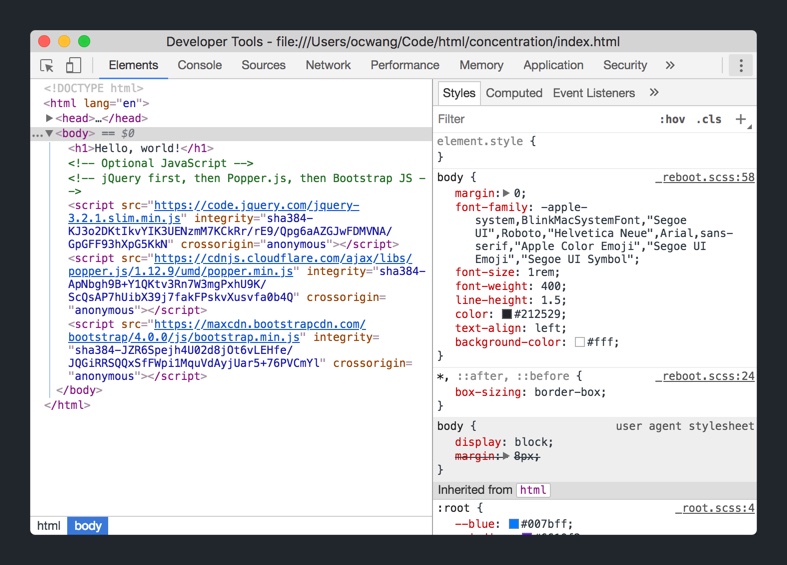 Developer Tools - file:///Users/ocwang/Code/html/concentration/index.html
Elements Console Sources Network Performance Memory Application Security »
<!DOCTYPE html>
<html lang="en">
▶<head>…</head>
…▼<body> == $0
<h1>Hello, world!</h1>
<!-- Optional JavaScript -->
<!-- jQuery first, then Popper.js, then Bootstrap JS -
->
<script src="https://code.jquery.com/jquery-
3.2.1.slim.min.js" integrity="sha384-
KJ3o2DKtIkvYIK3UENzmM7KCkRr/rE9/Qpg6aAZGJwFDMVNA/
GpGFF93hXpG5KkN" crossorigin="anonymous"></script>
<script src="https://cdnjs.cloudflare.com/ajax/libs/
popper.js/1.12.9/umd/popper.min.js" integrity="sha384-
ApNbgh9B+Y1QKtv3Rn7W3mgPxhU9K/
ScQsAP7hUibX39j7fakFPskvXusvfa0b4Q" crossorigin=
"anonymous"></script>
<script src="https://maxcdn.bootstrapcdn.com/
bootstrap/4.0.0/js/bootstrap.min.js" integrity=
"sha384-JZR6Spejh4U02d8jOt6vLEHfe/
JQGiRRSQQxSfFWpi1MquVdAyjUar5+76PVCmYl" crossorigin=
"anonymous"></script>
</body>
</html>
html body
Styles Computed Event Listeners »
Filter :hov .cls +
element.style {
}
body { _reboot.scss:58
margin:▶ 0;
font-family: -apple-
system,BlinkMacSystemFont,"Segoe
UI",Roboto,"Helvetica Neue",Arial,sans-
serif,"Apple Color Emoji","Segoe UI
Emoji","Segoe UI Symbol";
font-size: 1rem;
font-weight: 400;
line-height: 1.5;
color: #212529;
text-align: left;
background-color: #fff;
}
*, ::after, ::before { _reboot.scss:24
box-sizing: border-box;
}
body { user agent stylesheet
display: block;
margin:▶ 8px;
}
Inherited from html
:root { _root.scss:4
--blue: #007bff;